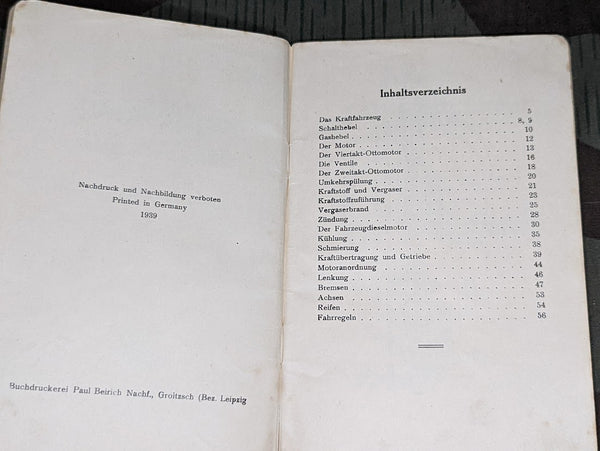 Nachdruck und Nachbildung verboten
Printed in Germany
1939
Buchdruckerei Paul Beirich Nachf., Groitzsch (Bez. Leipzig
Inhaltsverzeichnis
Das Kraftfahrzeug . . . . . . . . . . . . . . 5
Schalthebel . . . . . . . . . . . . . . . . 8, 9
Gashebel . . . . . . . . . . . . . . . . . 10
Der Motor . . . . . . . . . . . . . . . . . 12
Der Viertakt-Ottomotor . . . . . . . . . . . . 13
Die Ventile . . . . . . . . . . . . . . . . 16
Der Zweitakt-Ottomotor . . . . . . . . . . . . 18
Umkehrspülung . . . . . . . . . . . . . . . 20
Kraftstoff und Vergaser . . . . . . . . . . . . 21
Kraftstoffzuführung . . . . . . . . . . . . . 23
Vergaserbrand . . . . . . . . . . . . . . . 25
Zündung . . . . . . . . . . . . . . . . . 28
Der Fahrzeugdieselmotor . . . . . . . . . . . . 30
Kühlung . . . . . . . . . . . . . . . . . 35
Schmierung . . . . . . . . . . . . . . . . 38
Kraftübertragung und Getriebe . . . . . . . . . . 39
Motoranordnung . . . . . . . . . . . . . . . 44
Lenkung . . . . . . . . . . . . . . . . . 46
Bremsen . . . . . . . . . . . . . . . . . 47
Achsen . . . . . . . . . . . . . . . . . . 53
Reifen . . . . . . . . . . . . . . . . . . 54
Fahrregeln . . . . . . . . . . . . . . . . 56